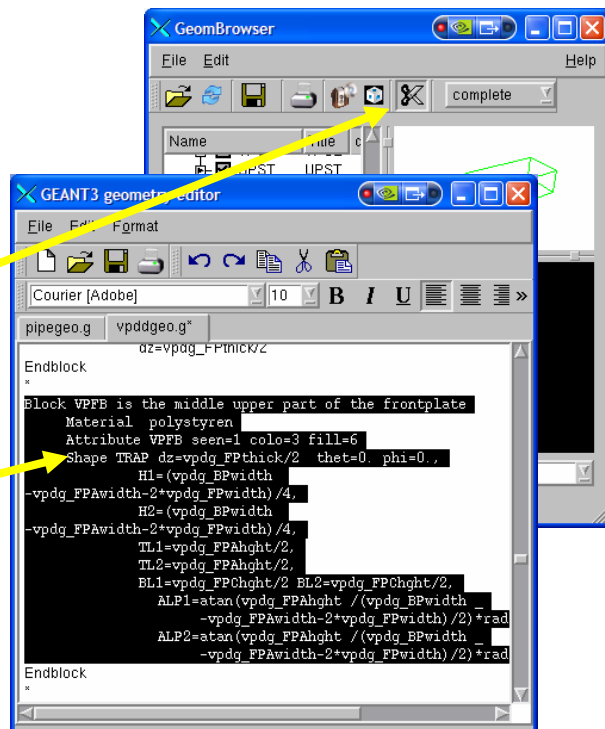 GeomBrowser
File Edit Help
complete
Name Title c
UPST UPST
GEANT3 geometry editor
File Edit Format
Courier [Adobe] 10 B I U »
pipegeo.g vpddgeo.g*
dz=vpdg_FPthick/2
Endblock
*
Block VPFB is the middle upper part of the frontplate
Material polystyren
Attribute VPFB seen=1 colo=3 fill=6
Shape TRAP dz=vpdg_FPthick/2 thet=0. phi=0.,
H1=(vpdg_BPwidth
-vpdg_FPAwidth-2*vpdg_FPwidth)/4,
H2=(vpdg_BPwidth
-vpdg_FPAwidth-2*vpdg_FPwidth)/4,
TL1=vpdg_FPAhght/2,
TL2=vpdg_FPAhght/2,
BL1=vpdg_FPChght/2 BL2=vpdg_FPChght/2,
ALP1=atan(vpdg_FPAhght /(vpdg_BPwidth _
-vpdg_FPAwidth-2*vpdg_FPwidth)/2)*rad
ALP2=atan(vpdg_FPAhght /(vpdg_BPwidth _
-vpdg_FPAwidth-2*vpdg_FPwidth)/2)*rad
Endblock
*